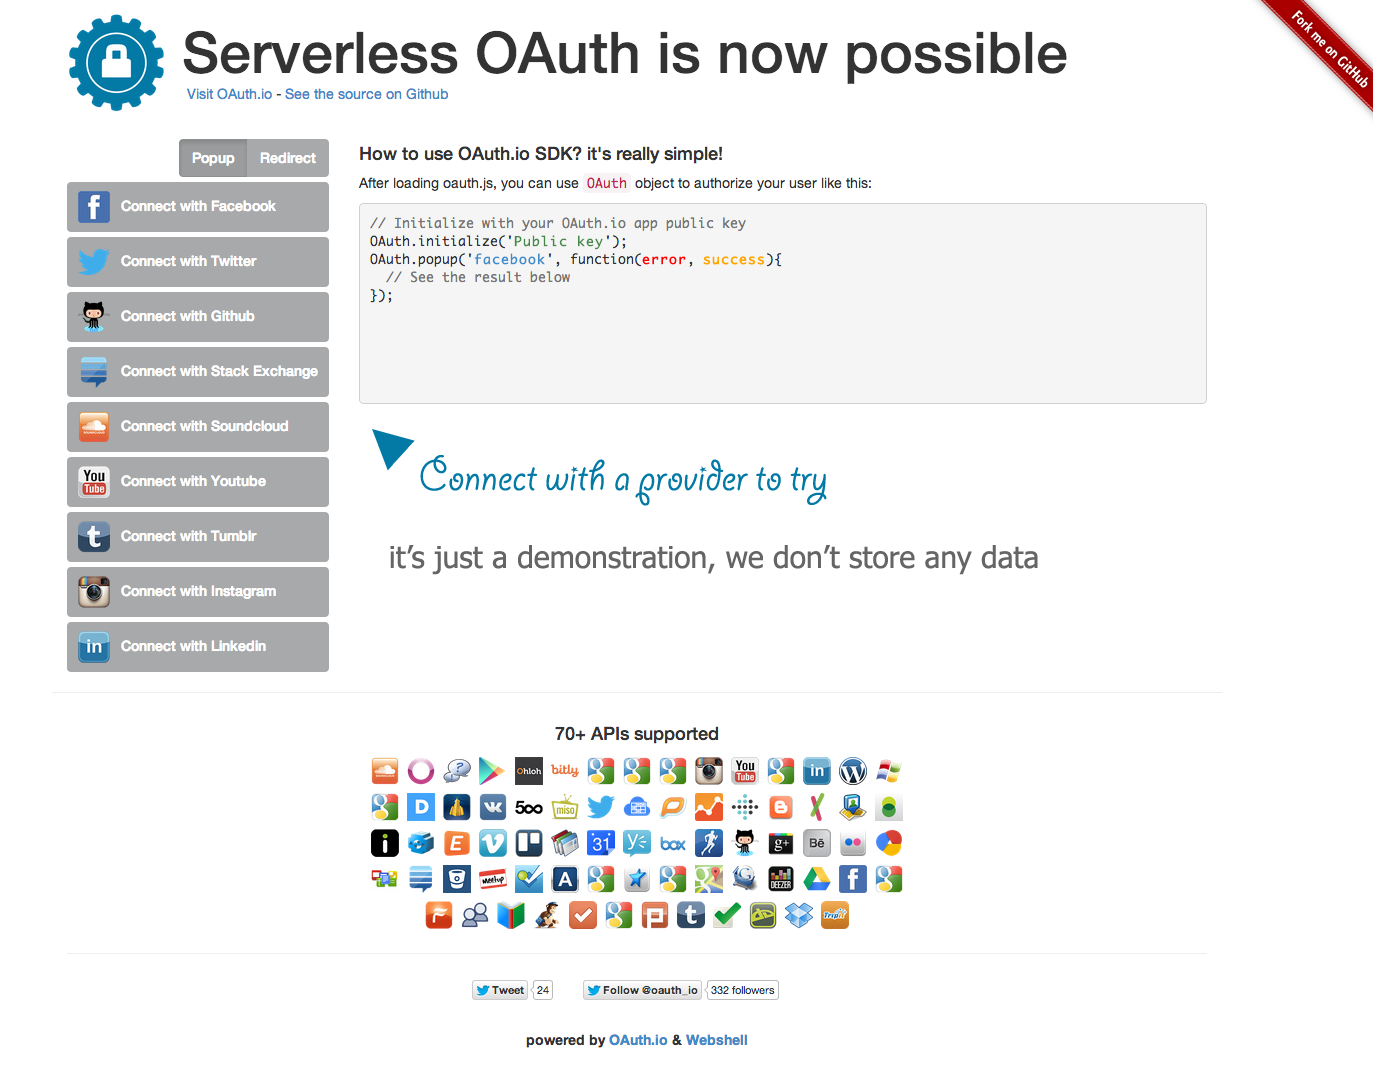 Serverless OAuth is now possible
Visit OAuth.io - See the source on Github
Fork me on GitHub
Popup Redirect
Connect with Facebook
Connect with Twitter
Connect with Github
Connect with Stack Exchange
Connect with Soundcloud
Connect with Youtube
Connect with Tumblr
Connect with Instagram
Connect with Linkedin
How to use OAuth.io SDK? it's really simple!
After loading oauth.js, you can use OAuth object to authorize your user like this:
// Initialize with your OAuth.io app public key
OAuth.initialize('Public key');
OAuth.popup('facebook', function(error, success){
// See the result below
});
Connect with a provider to try
it’s just a demonstration, we don’t store any data
70+ APIs supported
Ohloh bitly You Tube in
D 500 miso
E 31 box g+ Bē
Meetup A DEEZER f
t Tripit
Tweet 24 Follow @oauth_io 332 followers
powered by OAuth.io & Webshell